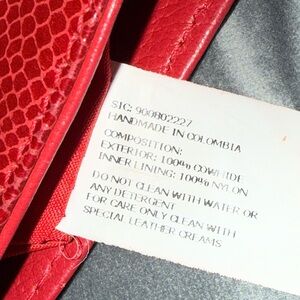 SIC: 900802227
HANDMADE IN COLOMBIA
COMPOSITION:
EXTERIOR: 100% COWHIDE
INNER LINING: 100% NYLON
DO NOT CLEAN WITH WATER OR
ANY DETERGENT
FOR CARE ONLY CLEAN WITH
SPECIAL LEATHER CREAMS